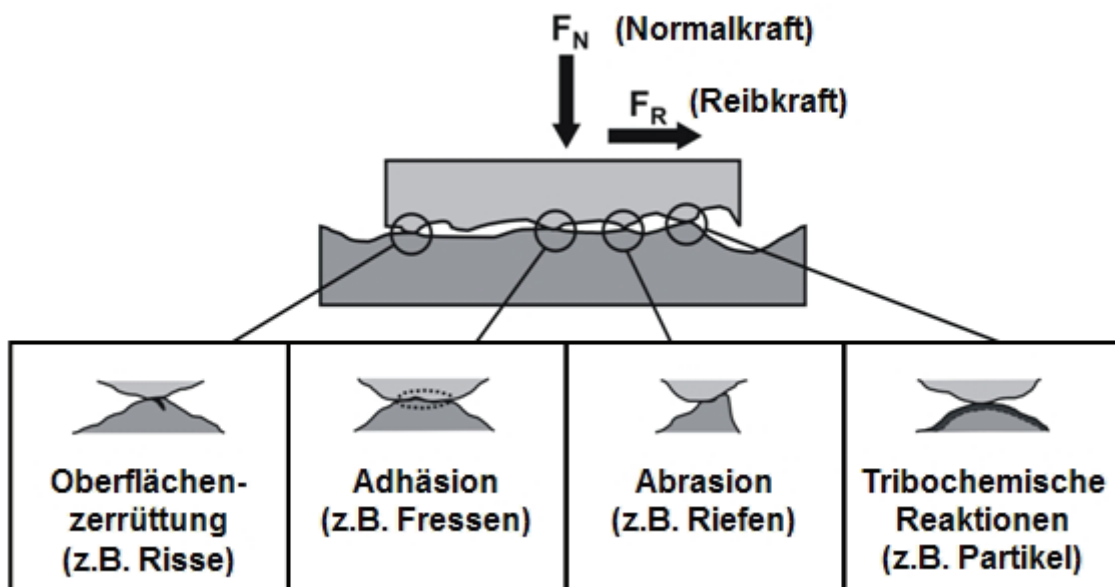 F_N (Normalkraft)
F_R (Reibkraft)
Oberflächen-
zerrüttung
(z.B. Risse)
Adhäsion
(z.B. Fressen)
Abrasion
(z.B. Riefen)
Tribochemische
Reaktionen
(z.B. Partikel)